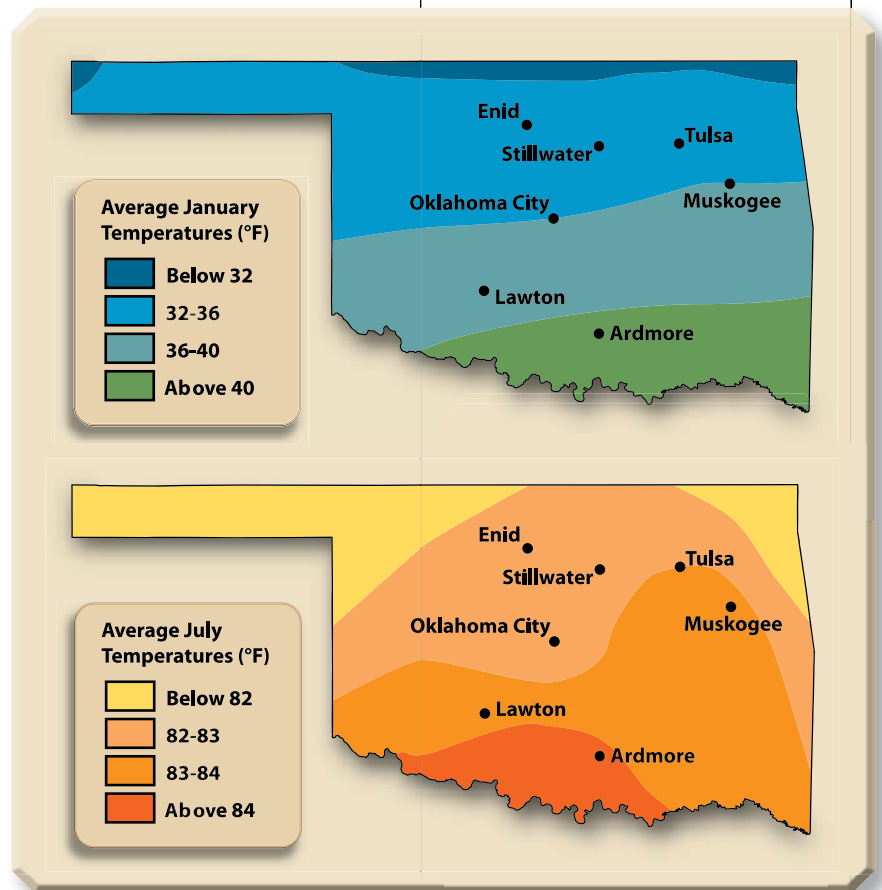 Enid
Tulsa
Stillwater
Oklahoma City
Muskogee
Lawton
Ardmore
Average January
Temperatures (°F)
Below 32
32-36
36-40
Above 40
Enid
Tulsa
Stillwater
Oklahoma City
Muskogee
Lawton
Ardmore
Average July
Temperatures (°F)
Below 82
82-83
83-84
Above 84